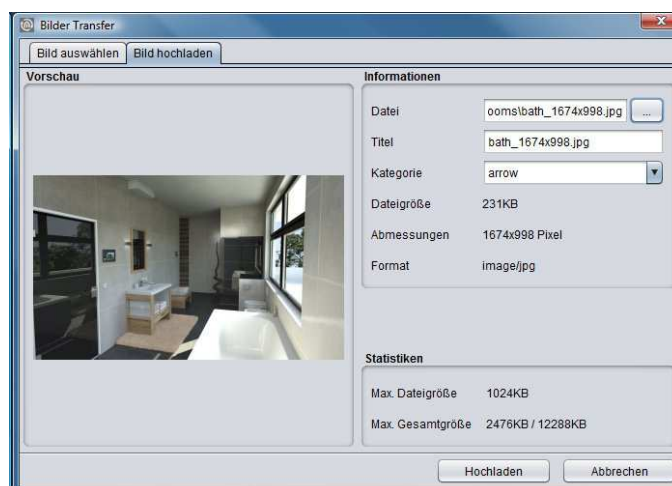 Bilder Transfer
Bild auswählen Bild hochladen
Vorschau
Informationen
Datei ooms\bath_1674x998.jpg ...
Titel bath_1674x998.jpg
Kategorie arrow
Dateigröße 231KB
Abmessungen 1674x998 Pixel
Format image/jpg
Statistiken
Max. Dateigröße 1024KB
Max. Gesamtgröße 2476KB / 12288KB
Hochladen Abbrechen